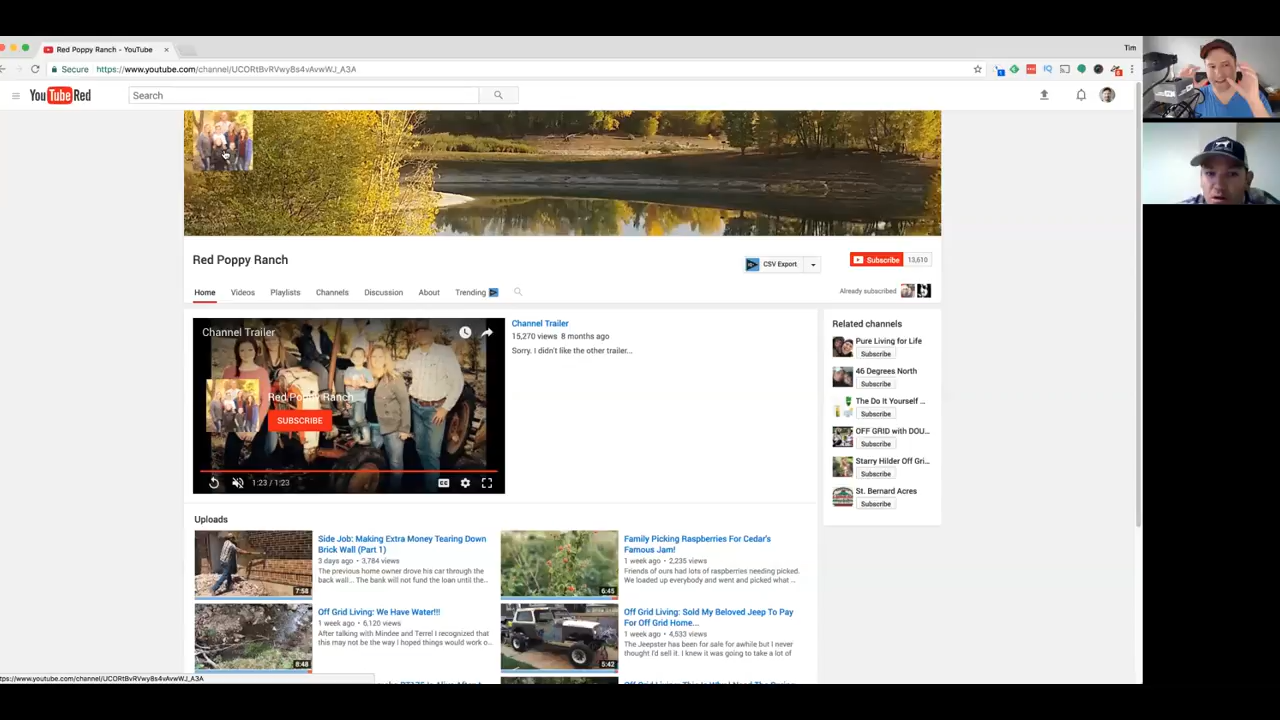 Red Poppy Ranch - YouTube
Tim
Secure
https://www.youtube.com/channel/UCORtBvRVwy8s4vAvwWJ_A3A
YouTube Red
Search
Red Poppy Ranch
CSV Export
Subscribe 13,610
Home Videos Playlists Channels Discussion About Trending
Already subscribed
Channel Trailer
Red Poppy Ranch
SUBSCRIBE
1:23 / 1:23
Channel Trailer
15,270 views 8 months ago
Sorry. I didn't like the other trailer...
Related channels
Pure Living for Life
Subscribe
46 Degrees North
Subscribe
The Do It Yourself ...
Subscribe
OFF GRID with DOU...
Subscribe
Starry Hilder Off Gri...
Subscribe
St. Bernard Acres
Subscribe
Uploads
7:58
Side Job: Making Extra Money Tearing Down
Brick Wall (Part 1)
3 days ago • 3,784 views
The previous home owner drove his car through the
back wall... The bank will not fund the loan until the...
6:45
Family Picking Raspberries For Cedar's
Famous Jam!
1 week ago • 2,235 views
Friends of ours had lots of raspberries needing picked.
We loaded up everybody and went and picked what ...
8:48
Off Grid Living: We Have Water!!!
1 week ago • 6,120 views
After talking with Mindee and Terrel I recognized that
this may not be the way I hoped things would work o...
5:42
Off Grid Living: Sold My Beloved Jeep To Pay
For Off Grid Home...
1 week ago • 4,533 views
The Jeepster has been for sale for awhile but I never
thought I'd sell it. I knew it was going to take a lot of
ttps://www.youtube.com/channel/UCORtBvRVwy8s4vAvwWJ_A3A